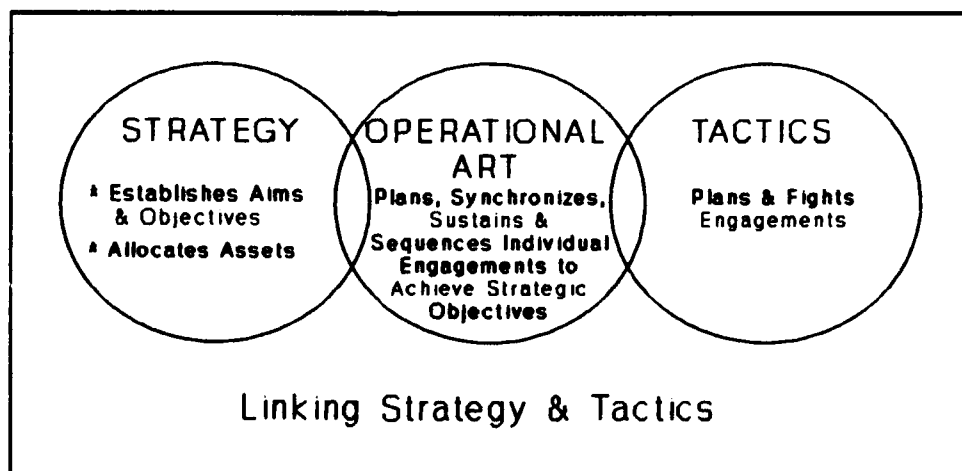 STRATEGY
* Establishes Aims
& Objectives
* Allocates Assets
OPERATIONAL
ART
Plans, Synchronizes,
Sustains &
Sequences Individual
Engagements to
Achieve Strategic
Objectives
TACTICS
Plans & Fights
Engagements
Linking Strategy & Tactics